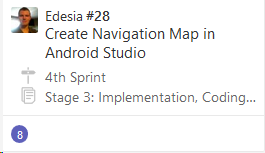 Edesia #28
Create Navigation Map in
Android Studio
4th Sprint
Stage 3: Implementation, Coding...
8